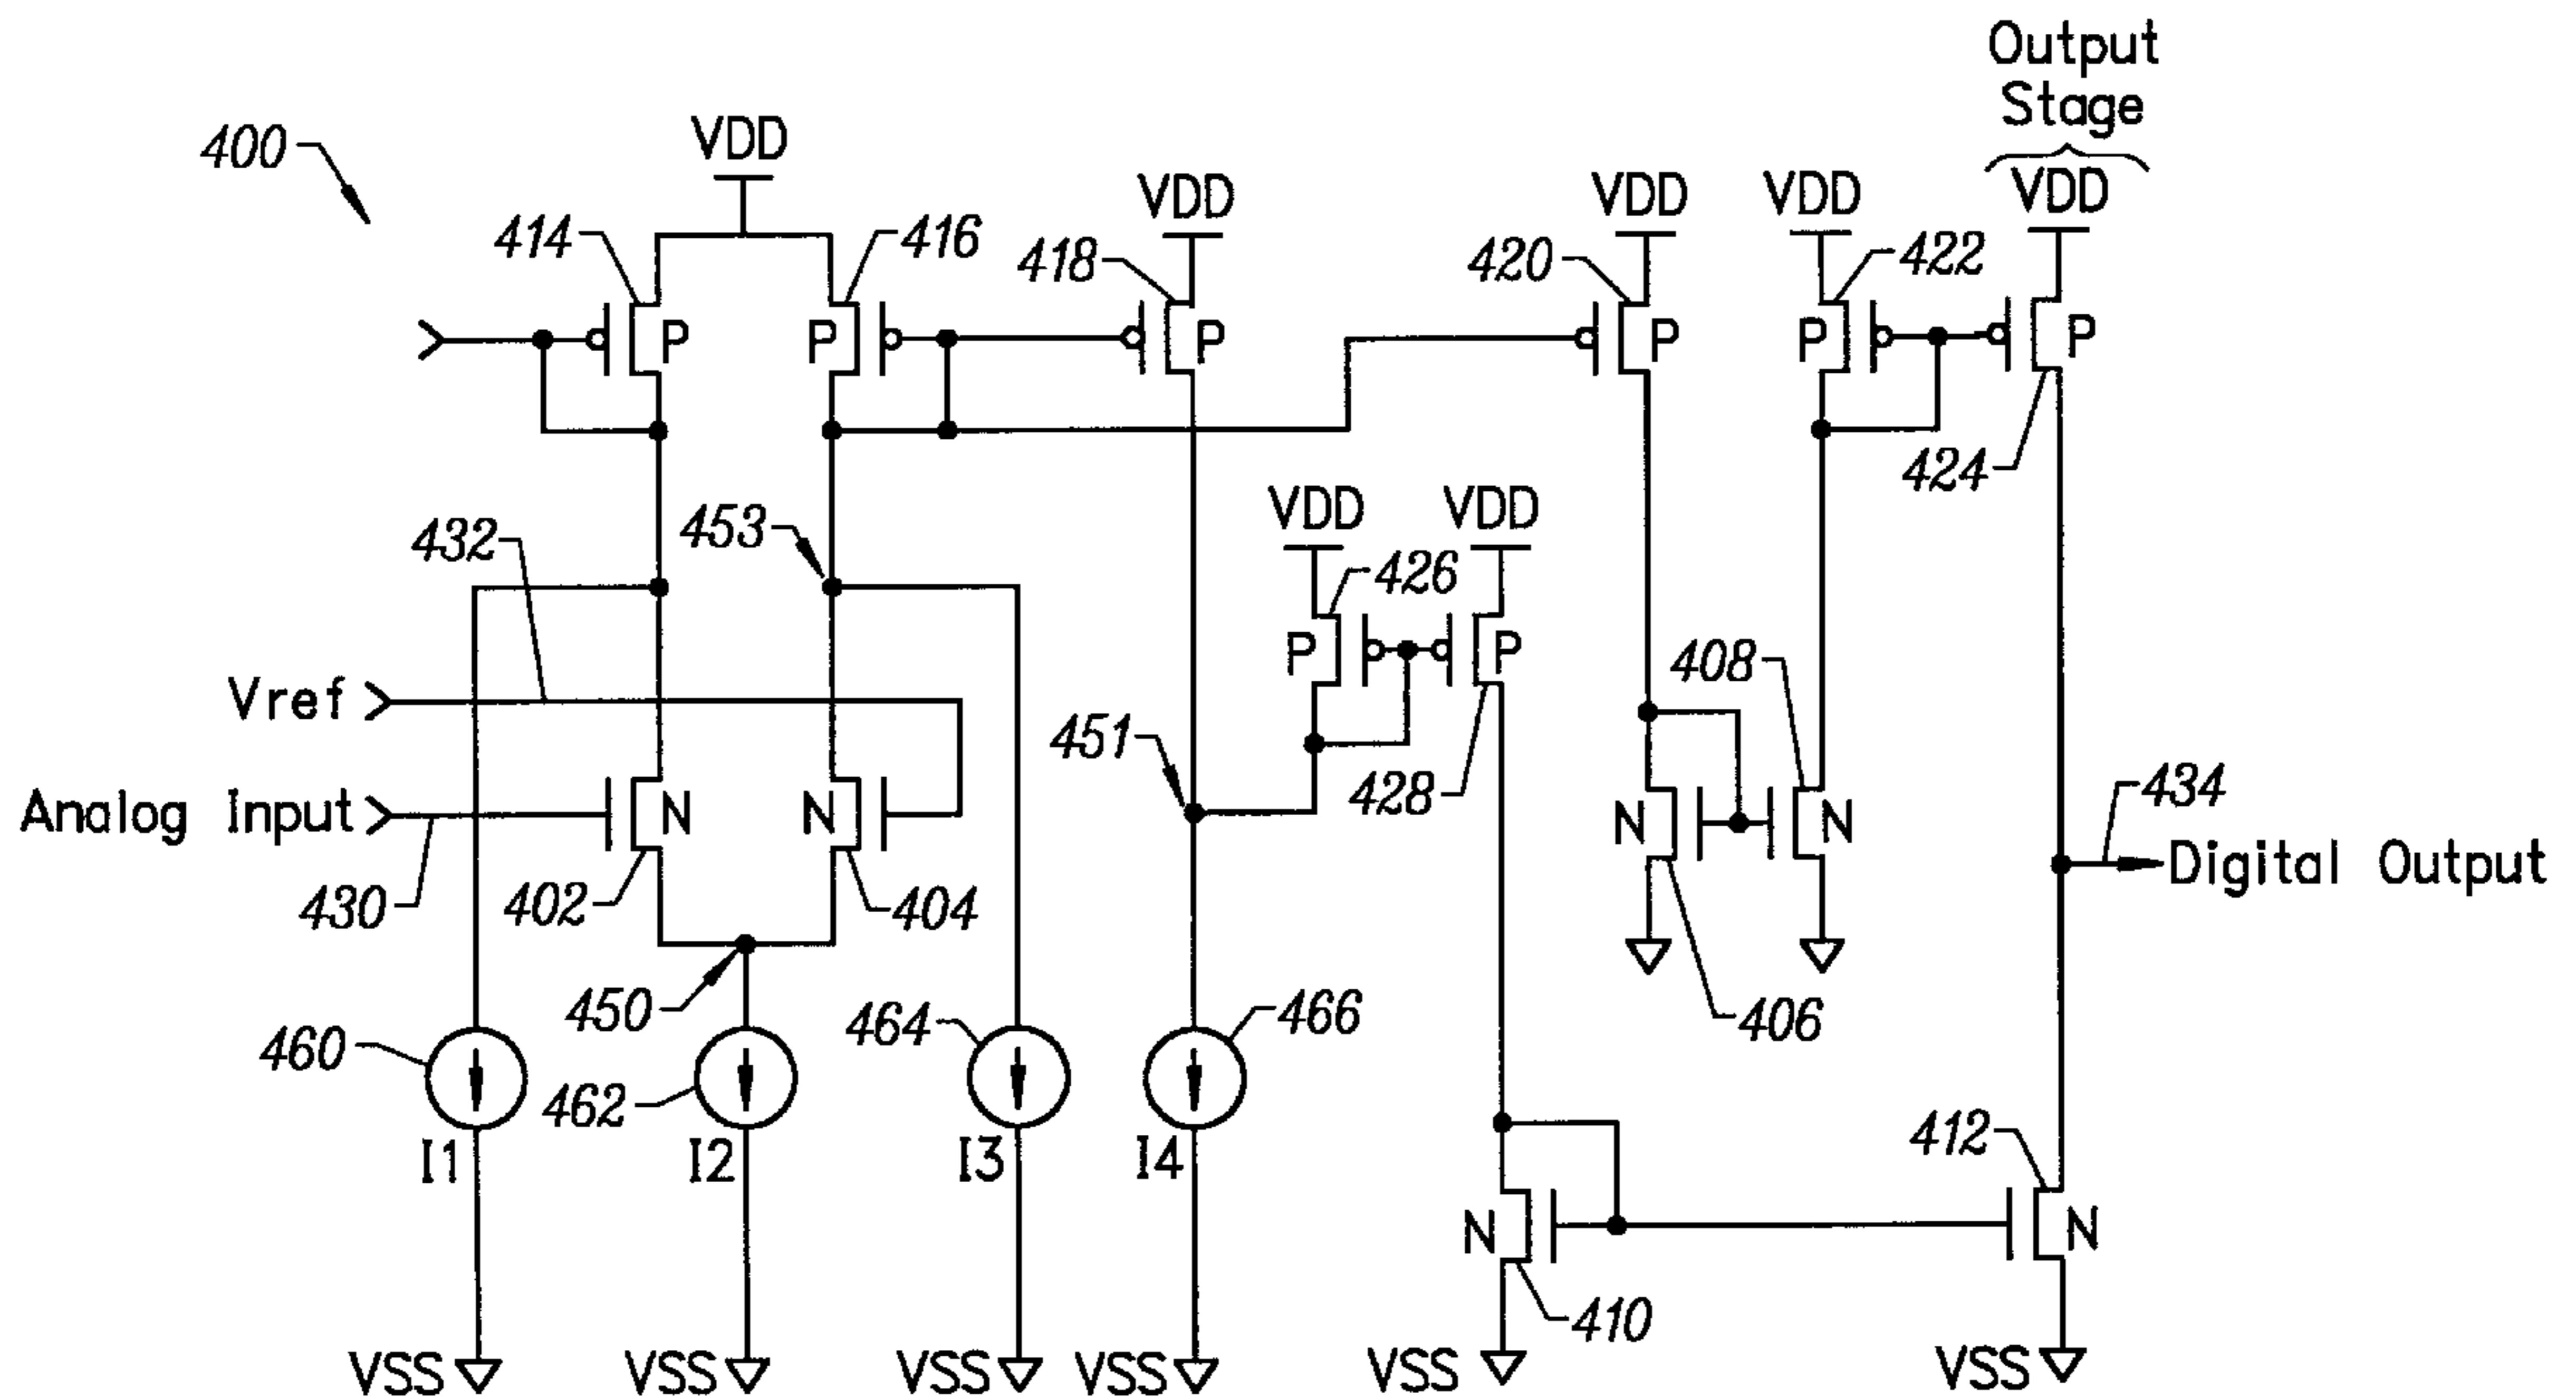 Output
Stage
400
VDD
VDD
VDD
VDD
VDD
414
416
418
420
422
P
P
P
P
P
P
424
432
453
VDD
VDD
426
P
P
Vref
408
451
428
434
Analog Input
N
N
N
N
Digital Output
430
402
404
450
464
466
406
460
462
412
I1
I2
I3
I4
N
N
410
VSS
VSS
VSS
VSS
VSS
VSS